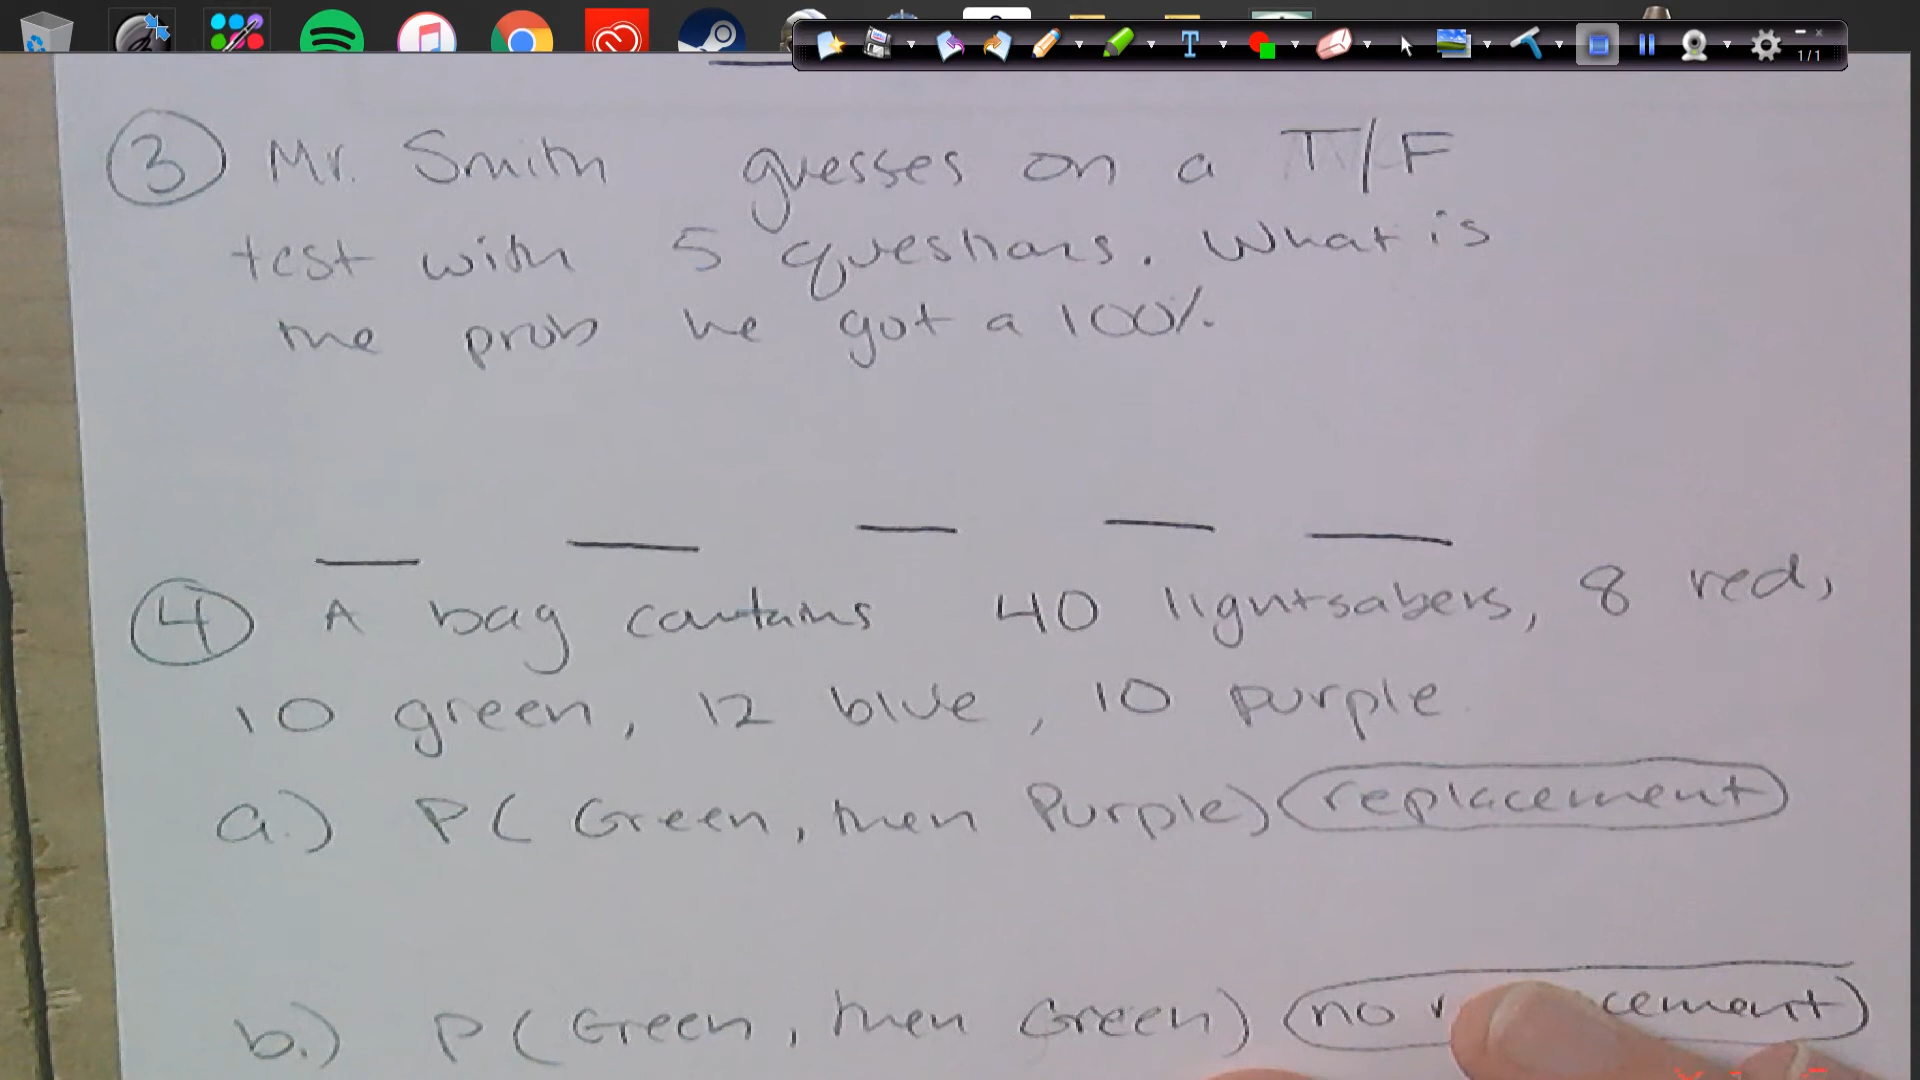 1/1
3 Mr. Smith guesses on a T/F
test with 5 questions. What is
the prob he got a 100%
4 A bag contains 40 lightsabers, 8 red,
10 green, 12 blue, 10 purple.
a.) P( Green, then Purple) replacement
b.) P( Green, then Green) no cement